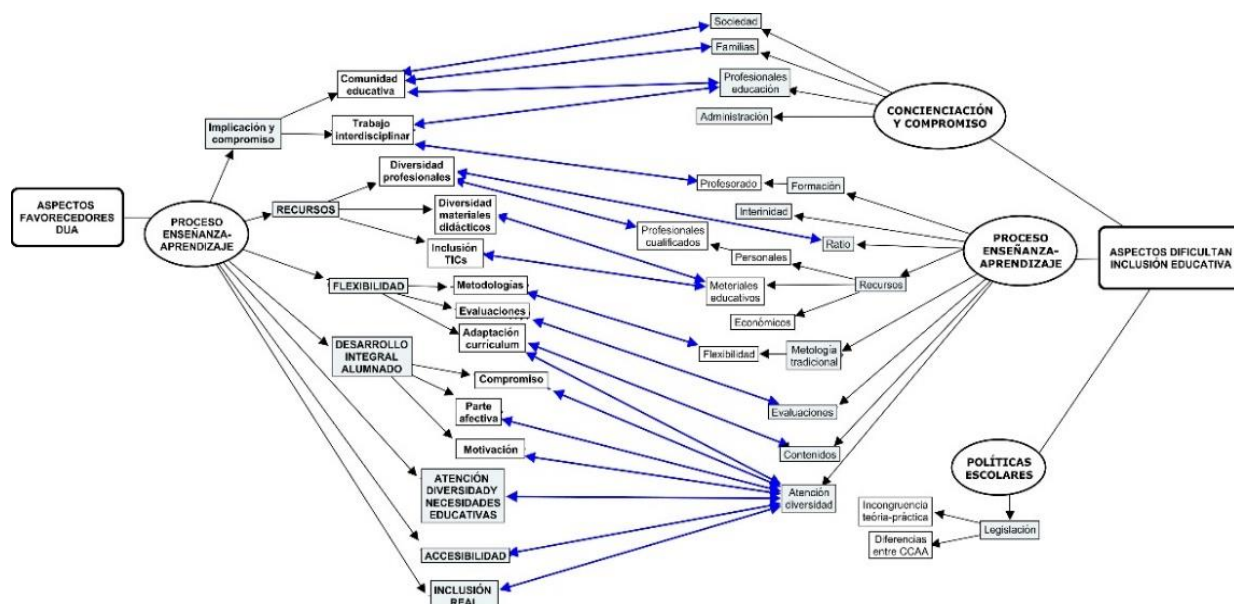 ASPECTOS
FAVORECEDORES
DUA
PROCESO
ENSEÑANZA-
APRENDIZAJE
Implicación y
compromiso
Comunidad
educativa
Trabajo
interdisciplinar
RECURSOS
Diversidad
profesionales
Diversidad
materiales
didácticos
Inclusión
TICs
FLEXIBILIDAD
Metodologías
Evaluaciones
Adaptación
currículum
DESARROLLO
INTEGRAL
ALUMNADO
Compromiso
Parte
afectiva
Motivación
ATENCIÓN
DIVERSIDADY
NECESIDADES
EDUCATIVAS
ACCESIBILIDAD
INCLUSIÓN
REAL
Sociedad
Familias
Profesionales
educación
Administración
CONCIENCIACIÓN
Y COMPROMISO
Profesorado
Formación
Interinidad
Profesionales
cualificados
Ratio
Personales
Meteriales
educativos
Recursos
Económicos
Flexibilidad
Metología
tradicional
Evaluaciones
Contenidos
Atención
diversidad
PROCESO
ENSEÑANZA-
APRENDIZAJE
ASPECTOS DIFICULTAN
INCLUSIÓN EDUCATIVA
POLÍTICAS
ESCOLARES
Incongruencia
teória-práctica
Legislación
Diferencias
entre CCAA